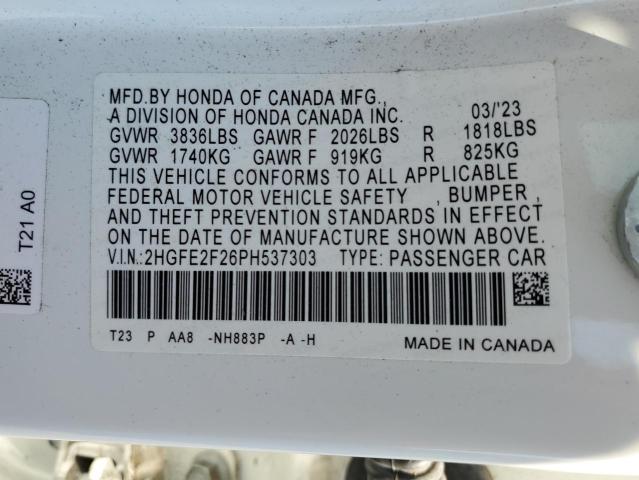 MFD.BY HONDA OF CANADA MFG.,
A DIVISION OF HONDA CANADA INC. 03/'23
GVWR 3836LBS GAWR F 2026LBS R 1818LBS
GVWR 1740KG GAWR F 919KG R 825KG
THIS VEHICLE CONFORMS TO ALL APPLICABLE
FEDERAL MOTOR VEHICLE SAFETY , BUMPER ,
AND THEFT PREVENTION STANDARDS IN EFFECT
ON THE DATE OF MANUFACTURE SHOWN ABOVE.
V.I.N.:2HGFE2F26PH537303 TYPE: PASSENGER CAR
T23 P AA8 -NH883P -A -H
MADE IN CANADA
T21 A0